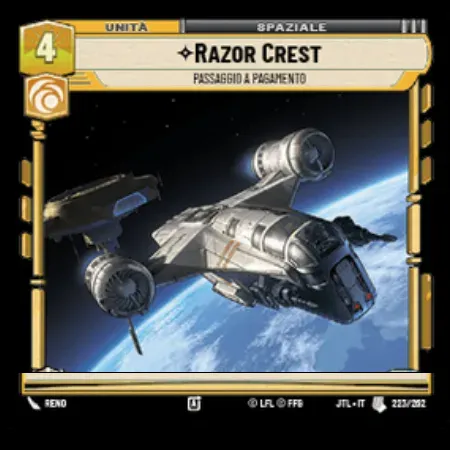 UNITÀ SPAZIALE
4
RAZOR CREST
PASSAGGIO A PAGAMENTO
RENO
LFL FFG JTL • IT 223/262